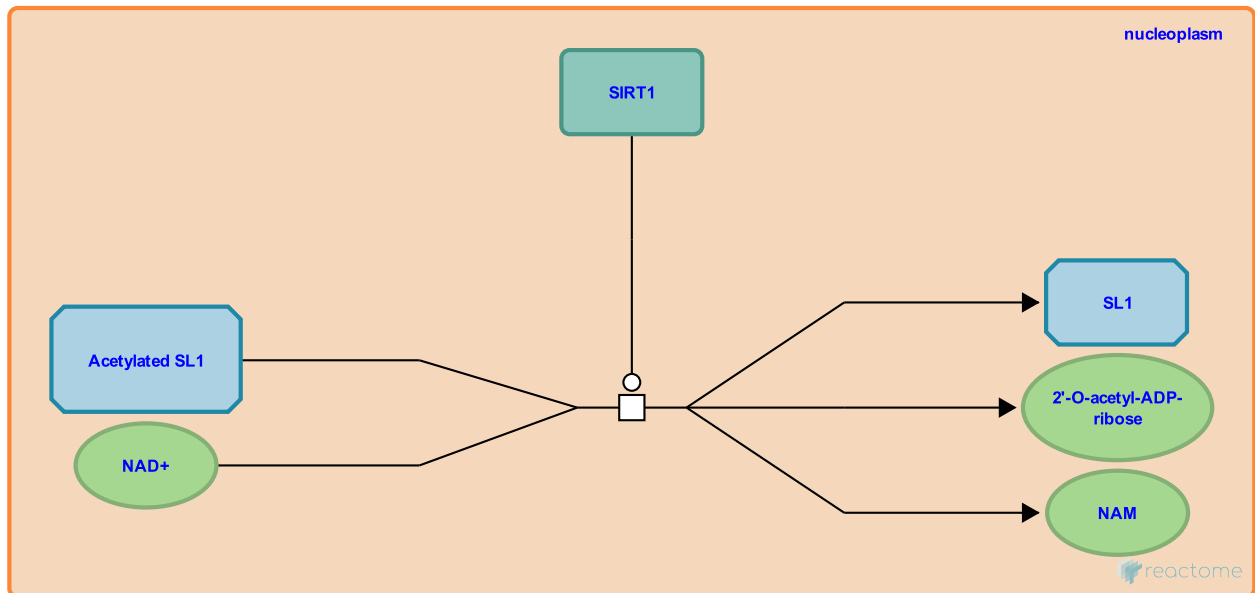 nucleoplasm
SIRT1
SL1
Acetylated SL1
2'-O-acetyl-ADP-
ribose
NAD+
NAM
reactome